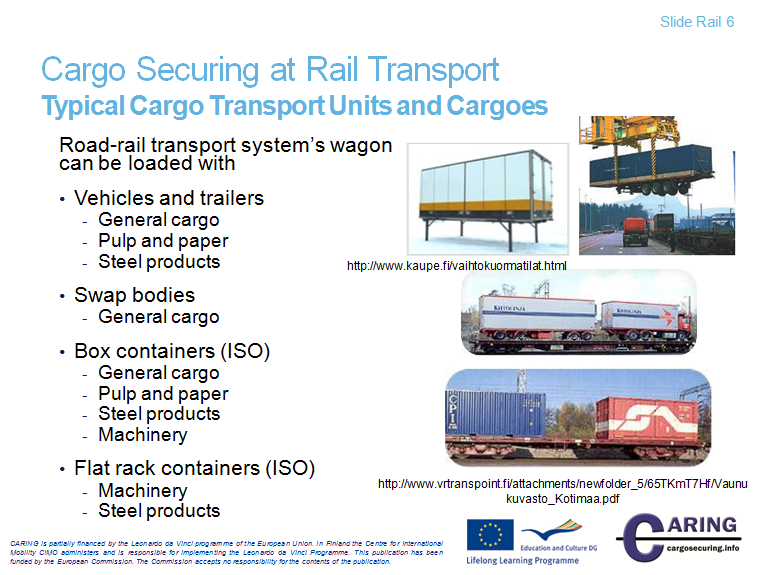 Slide Rail 6
Cargo Securing at Rail Transport
Typical Cargo Transport Units and Cargoes
Road-rail transport system's wagon
can be loaded with
• Vehicles and trailers
- General cargo
- Pulp and paper
- Steel products
• Swap bodies
- General cargo
• Box containers (ISO)
- General cargo
- Pulp and paper
- Steel products
- Machinery
• Flat rack containers (ISO)
- Machinery
- Steel products
http://www.kaupe.fi/vaihtokuormatilat.html
CPI
http://www.vrtranspoint.fi/attachments/newfolder_5/65TKmT7Hf/Vaunu
kuvasto_Kotimaa.pdf
CARING is partially financed by the Leonardo da Vinci programme of the European Union. In Finland the Centre for International
Mobility CIMO administers and is responsible for implementing the Leonardo da Vinci Programme. This publication has been
funded by the European Commission. The Commission accepts no responsibility for the contents of the publication.
Education and Culture DG
Lifelong Learning Programme
CARING
cargosecuring.info